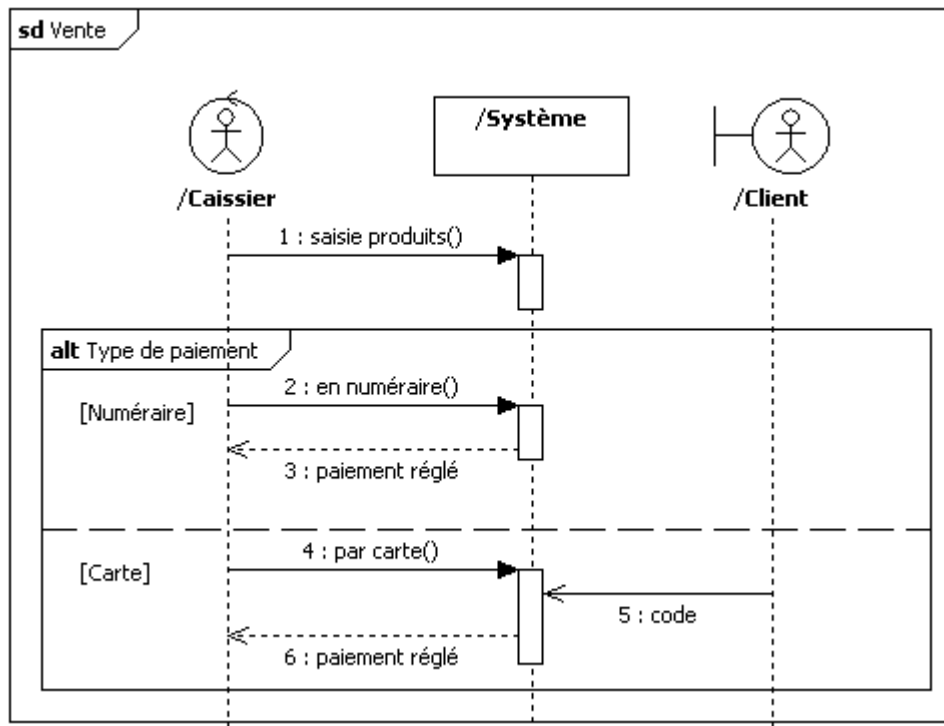 sd Vente
/Système
/Caissier
/Client
1 : saisie produits()
alt Type de paiement
2 : en numéraire()
[Numéraire]
3 : paiement réglé
4 : par carte()
[Carte]
5 : code
6 : paiement réglé